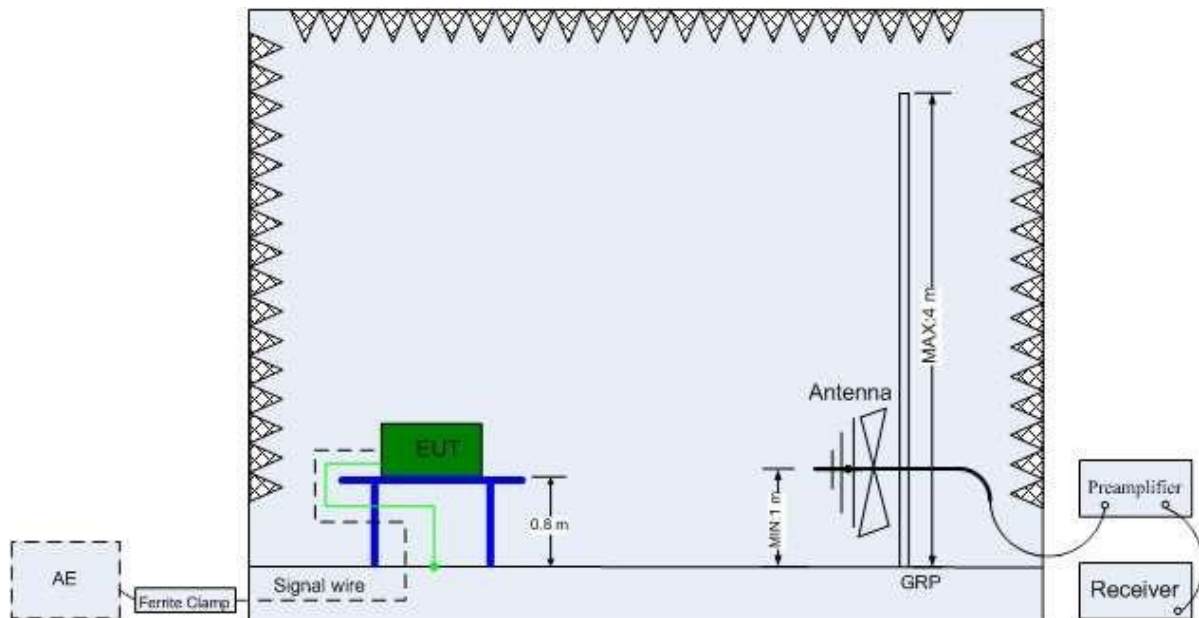 MAX:4 m
Antenna
EUT
0.8 m
MIN:1 m
Preamplifier
AE
Ferrite Clamp
Signal wire
GRP
Receiver